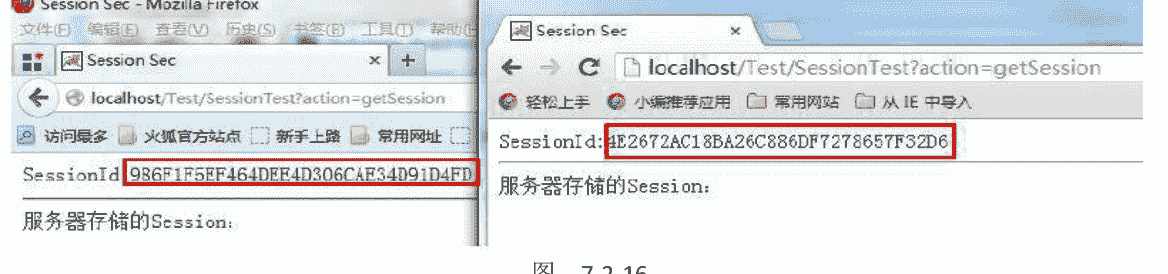 Session Sec - Mozilla Firefox
文件(F) 编辑(E) 查看(V) 历史(S) 书签(B) 工具(T) 帮助(H
Session Sec × +
localhost/Test/SessionTest?action=getSession
访问最多 火狐官方站点 新手上路 常用网址
SessionId:986F1F5EF464DEE4D306CAE34D91D4FD
服务器存储的Session:
Session Sec ×
localhost/Test/SessionTest?action=getSession
轻松上手 小编推荐应用 常用网站 从 IE 中导入
SessionId:4E2672AC18BA26C886DF7278657F32D6
服务器存储的Session:
图 7.2.16